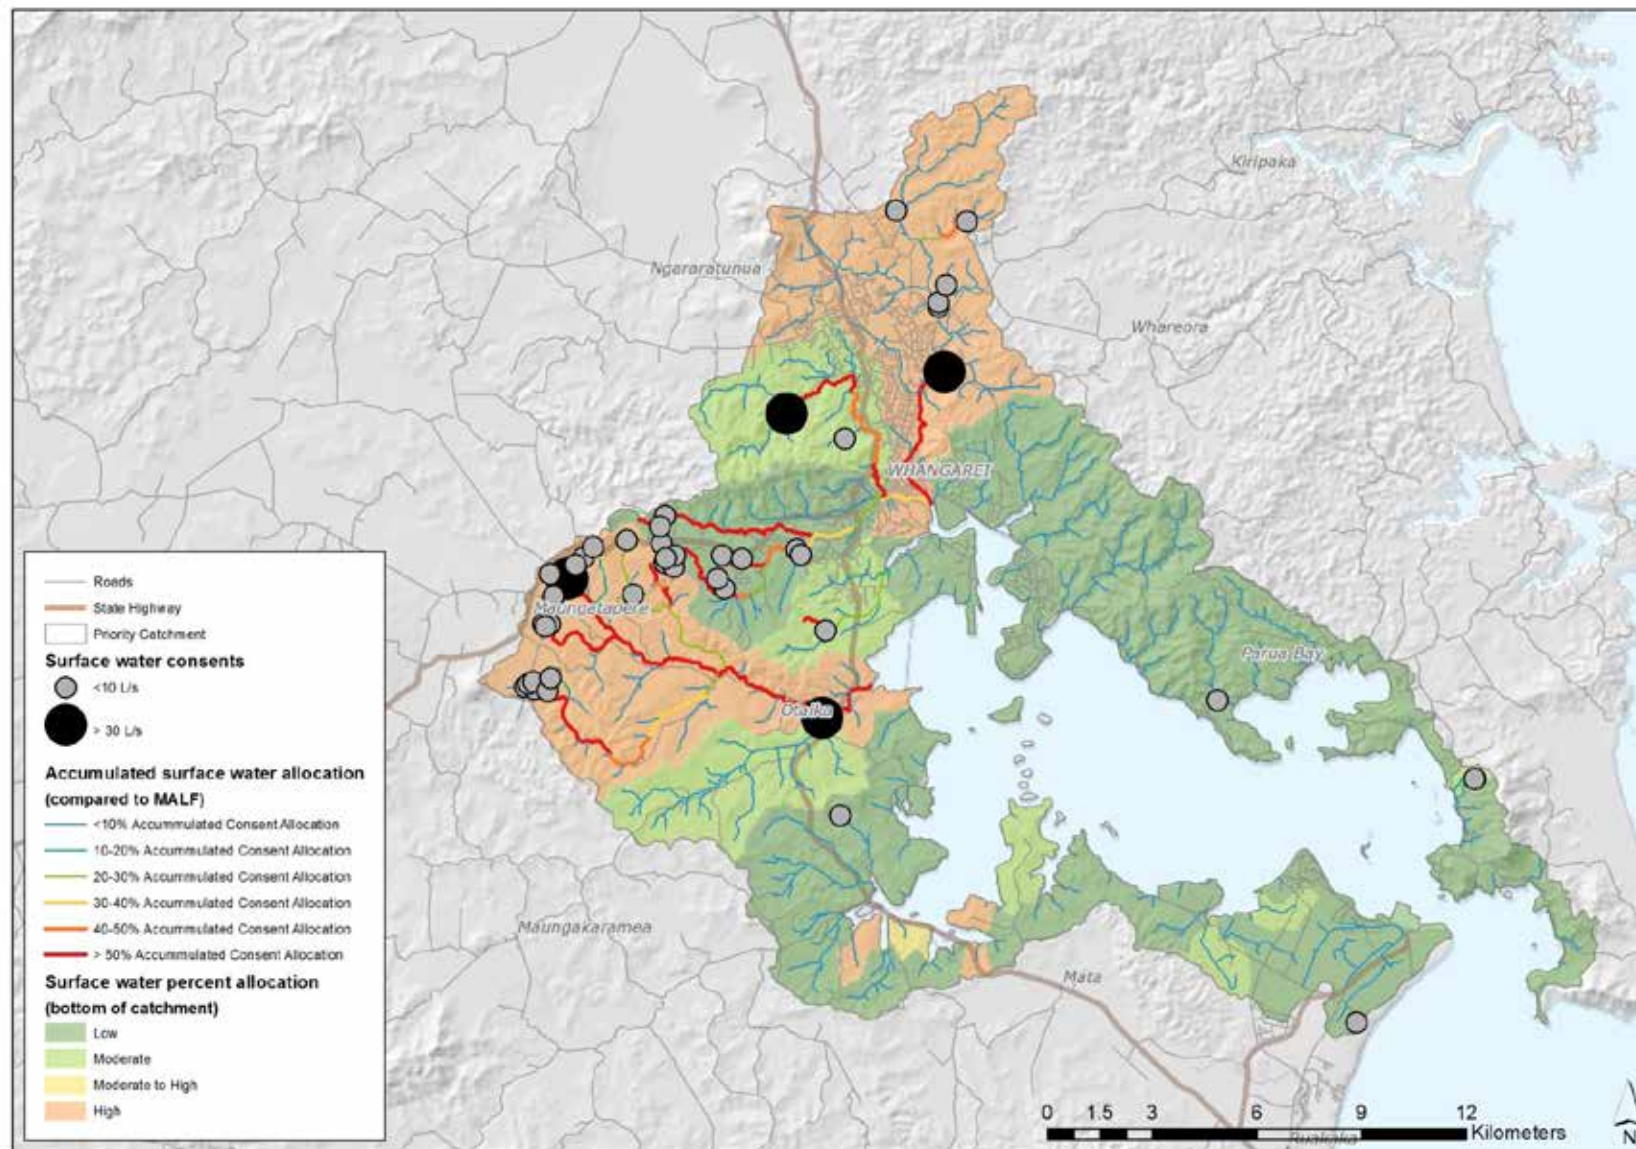 Kiripaka
Ngararatunua
Whareora
WHANGAREI
Maungatapere
Parua Bay
Otaika
Maungakaramea
Mata
Ruakaka
Roads
State Highway
Priority Catchment
Surface water consents
<10 L/s
> 30 L/s
Accumulated surface water allocation
(compared to MALF)
<10% Accummulated Consent Allocation
10-20% Accummulated Consent Allocation
20-30% Accummulated Consent Allocation
30-40% Accummulated Consent Allocation
40-50% Accummulated Consent Allocation
> 50% Accummulated Consent Allocation
Surface water percent allocation
(bottom of catchment)
Low
Moderate
Moderate to High
High
0 1.5 3 6 9 12
Kilometers
N